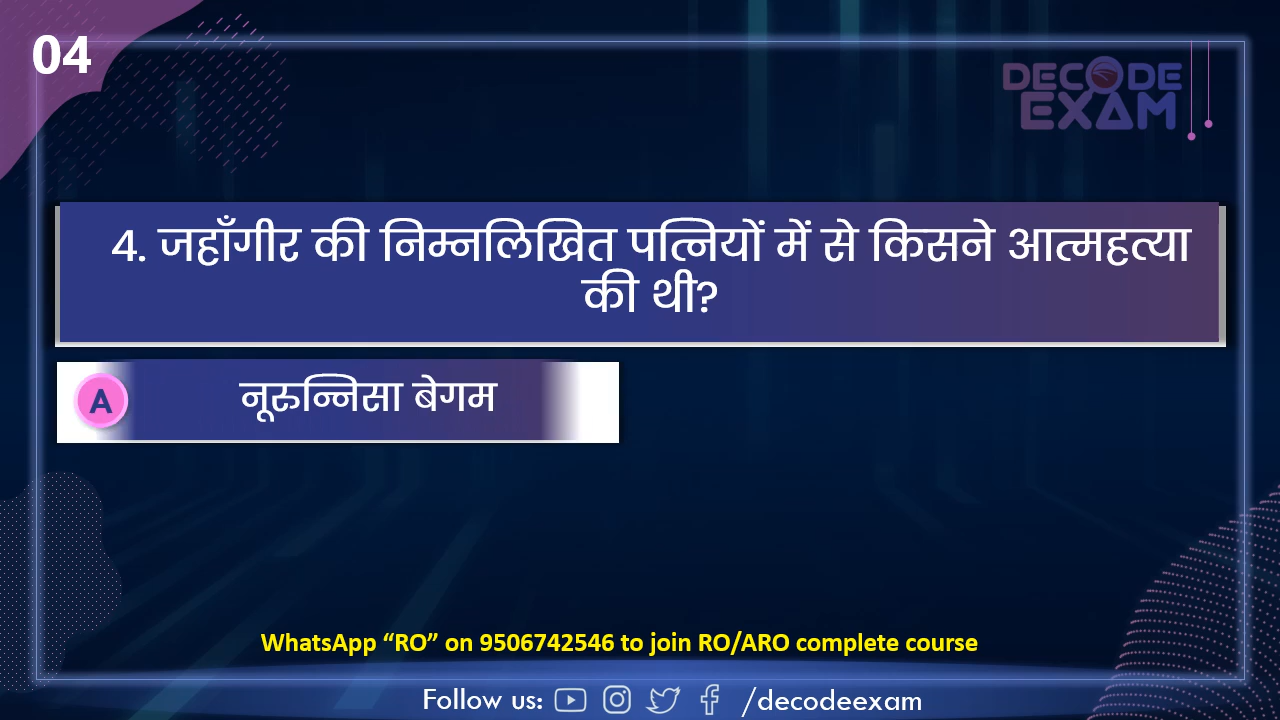 04
DECODE
EXAM
4. जहाँगीर की निम्नलिखित पत्नियों में से किसने आत्महत्या
की थी?
A नूरुन्निसा बेगम
WhatsApp “RO” on 9506742546 to join RO/ARO complete course
Follow us: /decodeexam